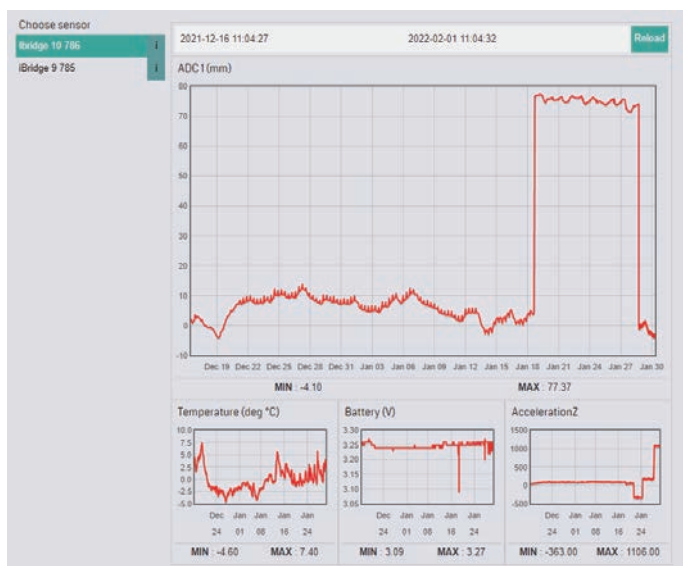 Choose sensor
Ibridge 10 786 i
iBridge 9 785 i
2021-12-16 11:04:27 2022-02-01 11:04:32 Reload
ADC1(mm)
80
70
60
50
40
30
20
10
0
-10
Dec 19 Dec 22 Dec 25 Dec 28 Dec 31 Jan 03 Jan 06 Jan 09 Jan 12 Jan 15 Jan 18 Jan 21 Jan 24 Jan 27 Jan 30
MIN : -4.10 MAX : 77.37
Temperature (deg °C)
10.0
7.5
5.0
2.5
0.0
-2.5
-5.0
Dec Jan Jan Jan Jan
24 01 08 16 24
MIN : -4.60 MAX : 7.40
Battery (V)
3.30
3.25
3.20
3.15
3.10
3.05
Dec Jan Jan Jan Jan
24 01 08 16 24
MIN : 3.09 MAX : 3.27
AccelerationZ
1500
1000
500
0
-500
Dec Jan Jan Jan Jan
24 01 08 16 24
MIN : -363.00 MAX : 1106.00